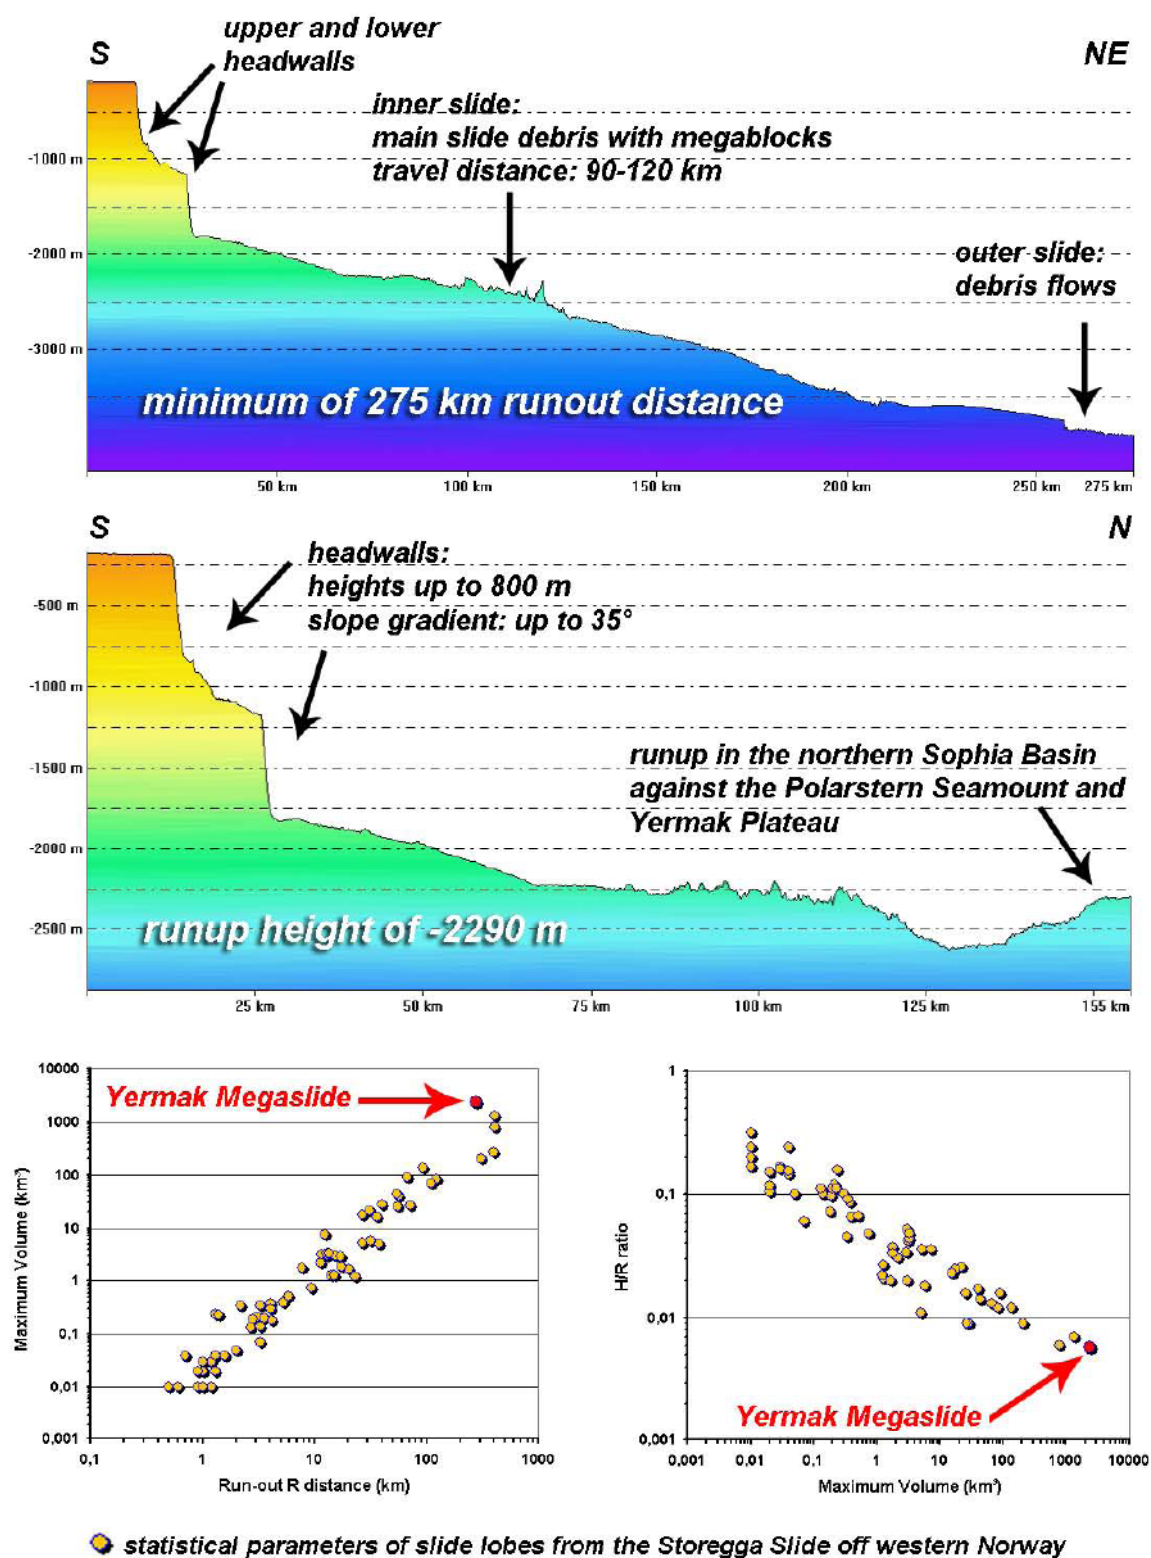 upper and lower
headwalls
S
NE
inner slide:
main slide debris with megablocks
travel distance: 90-120 km
-1000 m
-2000 m
-3000 m
outer slide:
debris flows
minimum of 275 km runout distance
50 km
100 km
150 km
200 km
250 km
275 km
S
N
headwalls:
heights up to 800 m
slope gradient: up to 35°
-500 m
-1000 m
-1500 m
-2000 m
-2500 m
runup in the northern Sophia Basin
against the Polarstern Seamount and
Yermak Plateau
runup height of -2290 m
25 km
50 km
75 km
100 km
125 km
155 km
Maximum Volume (km³)
10000
1000
100
10
1
0,1
0,01
0,001
Yermak Megaslide
0,1
1
10
100
1000
Run-out R distance (km)
H/R ratio
1
0,1
0,01
0,001
Yermak Megaslide
0,001
0,01
0,1
1
10
100
1000
10000
Maximum Volume (km³)
statistical parameters of slide lobes from the Storegga Slide off western Norway